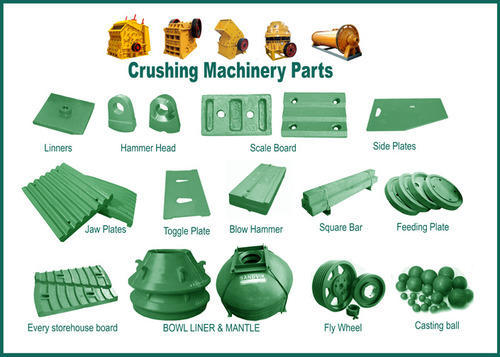 Crushing Machinery Parts
Linners
Hammer Head
Scale Board
Side Plates
Jaw Plates
Toggle Plate
Blow Hammer
Square Bar
Feeding Plate
SANDVIK
Every storehouse board
BOWL LINER & MANTLE
Fly Wheel
Casting ball